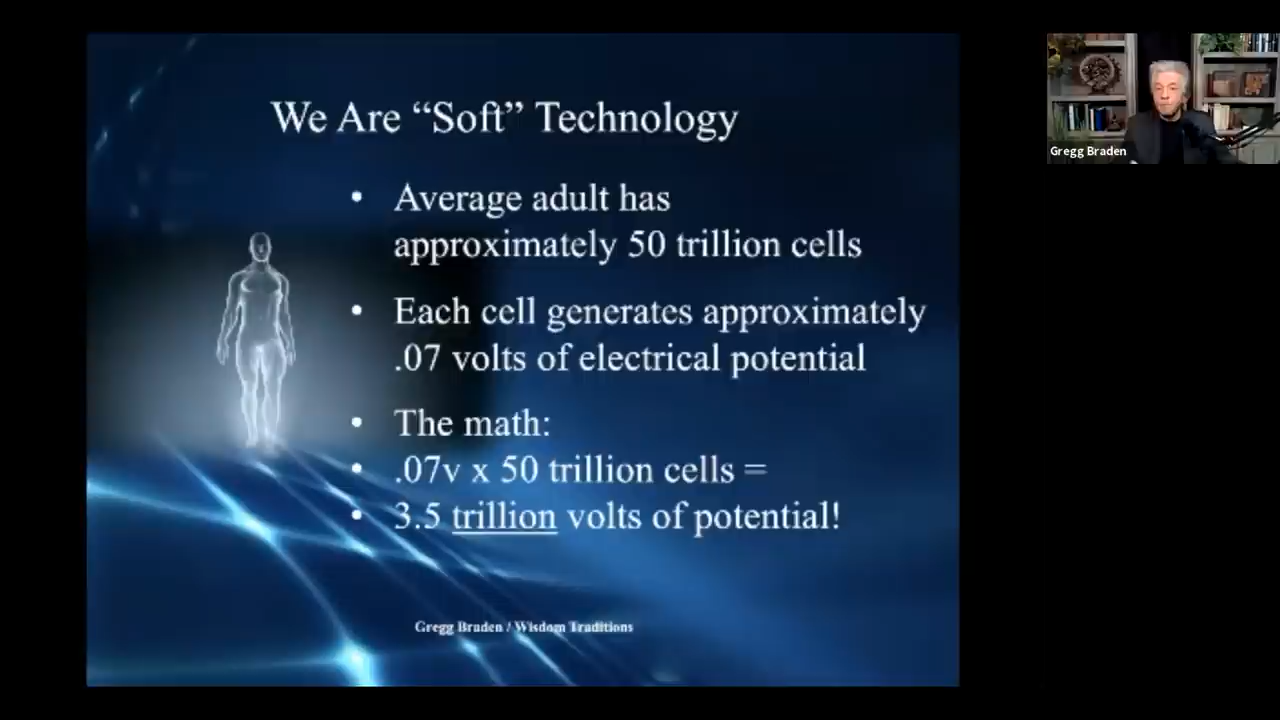 We Are “Soft” Technology
• Average adult has
approximately 50 trillion cells
• Each cell generates approximately
.07 volts of electrical potential
• The math:
• .07v x 50 trillion cells =
• 3.5 trillion volts of potential!
Gregg Braden / Wisdom Traditions
Gregg Braden